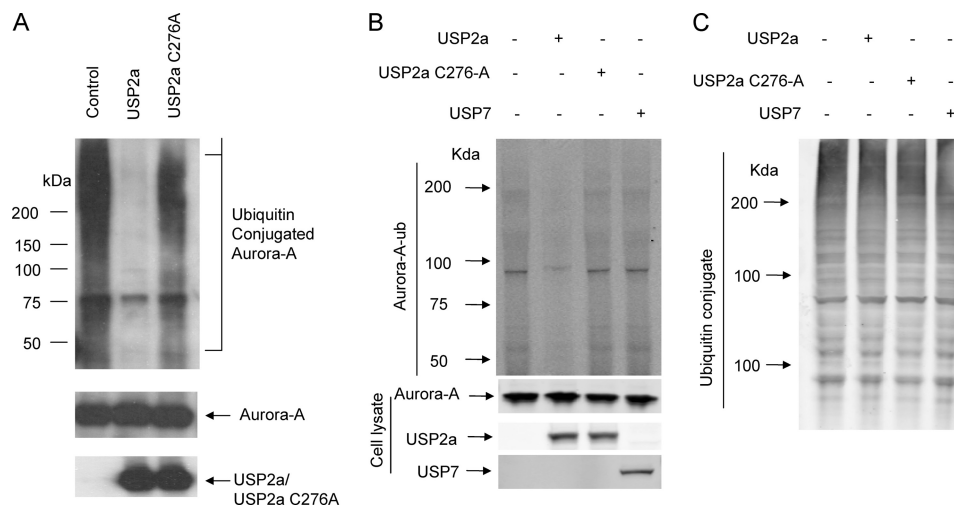 A
Control
USP2a
USP2a C276A
kDa
200
150
100
75
50
Ubiquitin
Conjugated
Aurora-A
Aurora-A
USP2a/
USP2a C276A
B
USP2a - + - -
USP2a C276-A - - + -
USP7 - - - +
Kda
200
100
75
50
Aurora-A-ub
Cell lysate
Aurora-A
USP2a
USP7
C
USP2a - + - -
USP2a C276-A - - + -
USP7 - - - +
Kda
200
100
100
Ubiquitin conjugate